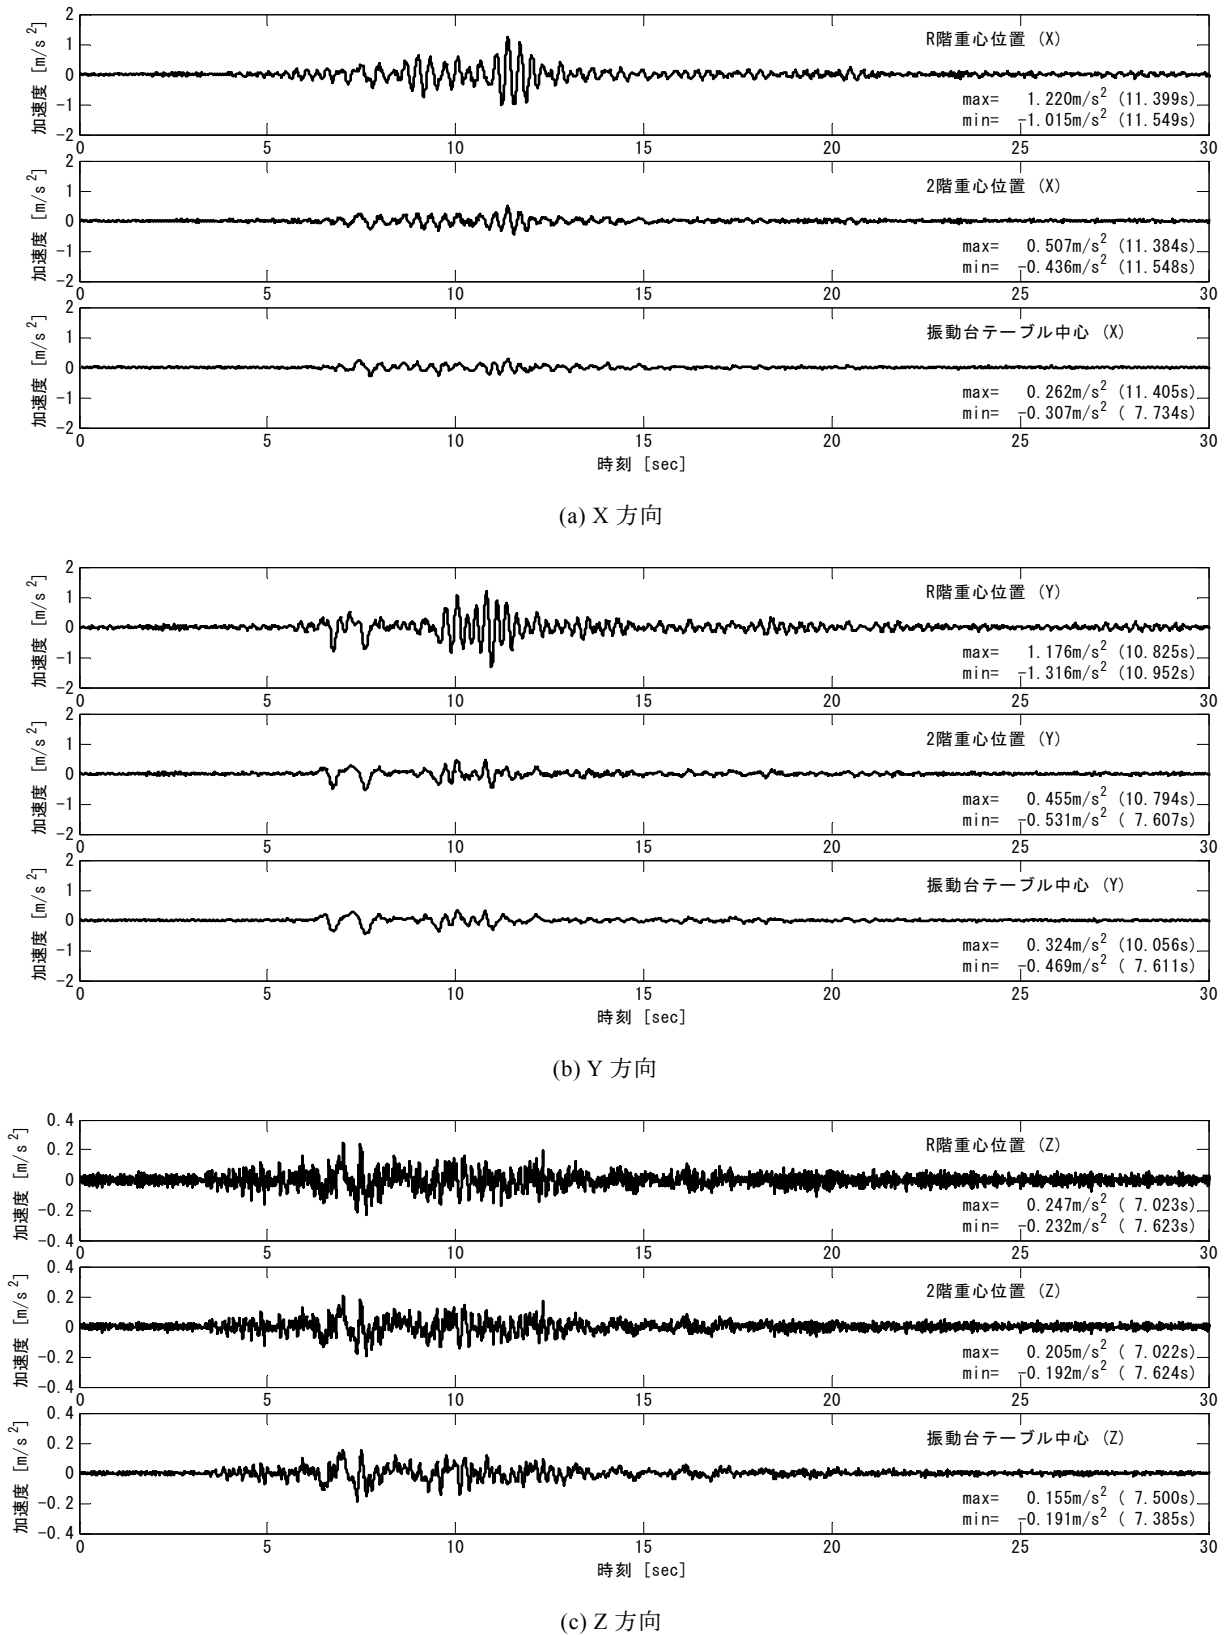 2
1
0
-1
-2
加速度 [m/s²]
R階重心位置 (X)
max= 1.220m/s² (11.399s)
min= -1.015m/s² (11.549s)
0 5 10 15 20 25 30
2
1
0
-1
-2
加速度 [m/s²]
2階重心位置 (X)
max= 0.507m/s² (11.384s)
min= -0.436m/s² (11.548s)
0 5 10 15 20 25 30
2
1
0
-1
-2
加速度 [m/s²]
振動台テーブル中心 (X)
max= 0.262m/s² (11.405s)
min= -0.307m/s² ( 7.734s)
0 5 10 15 20 25 30
時刻 [sec]
(a) X 方向
2
1
0
-1
-2
加速度 [m/s²]
R階重心位置 (Y)
max= 1.176m/s² (10.825s)
min= -1.316m/s² (10.952s)
0 5 10 15 20 25 30
2
1
0
-1
-2
加速度 [m/s²]
2階重心位置 (Y)
max= 0.455m/s² (10.794s)
min= -0.531m/s² ( 7.607s)
0 5 10 15 20 25 30
2
1
0
-1
-2
加速度 [m/s²]
振動台テーブル中心 (Y)
max= 0.324m/s² (10.056s)
min= -0.469m/s² ( 7.611s)
0 5 10 15 20 25 30
時刻 [sec]
(b) Y 方向
0.4
0.2
0
-0.2
-0.4
加速度 [m/s²]
R階重心位置 (Z)
max= 0.247m/s² ( 7.023s)
min= -0.232m/s² ( 7.623s)
0 5 10 15 20 25 30
0.4
0.2
0
-0.2
-0.4
加速度 [m/s²]
2階重心位置 (Z)
max= 0.205m/s² ( 7.022s)
min= -0.192m/s² ( 7.624s)
0 5 10 15 20 25 30
0.4
0.2
0
-0.2
-0.4
加速度 [m/s²]
振動台テーブル中心 (Z)
max= 0.155m/s² ( 7.500s)
min= -0.191m/s² ( 7.385s)
0 5 10 15 20 25 30
時刻 [sec]
(c) Z 方向